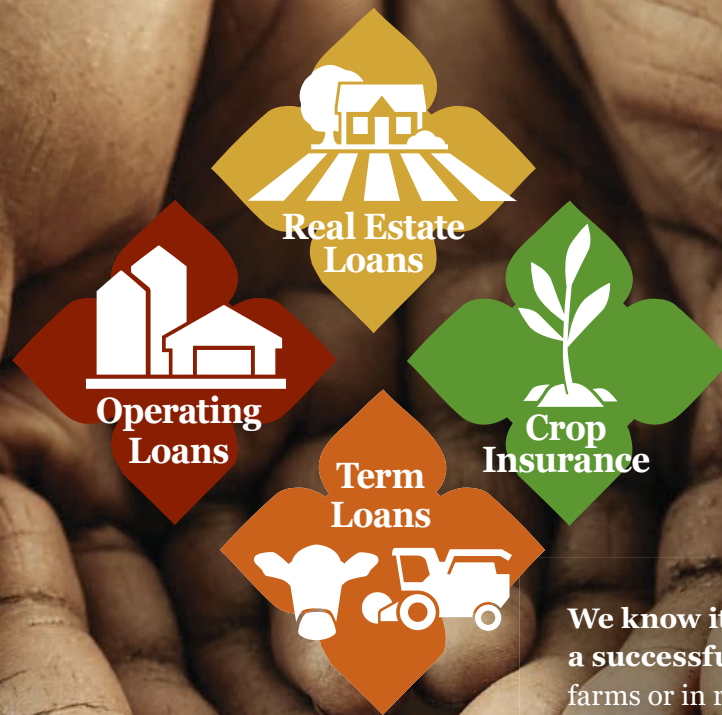 Real Estate
Loans
Operating
Loans
Crop
Insurance
Term
Loans
We know it
a successfu
farms or in r